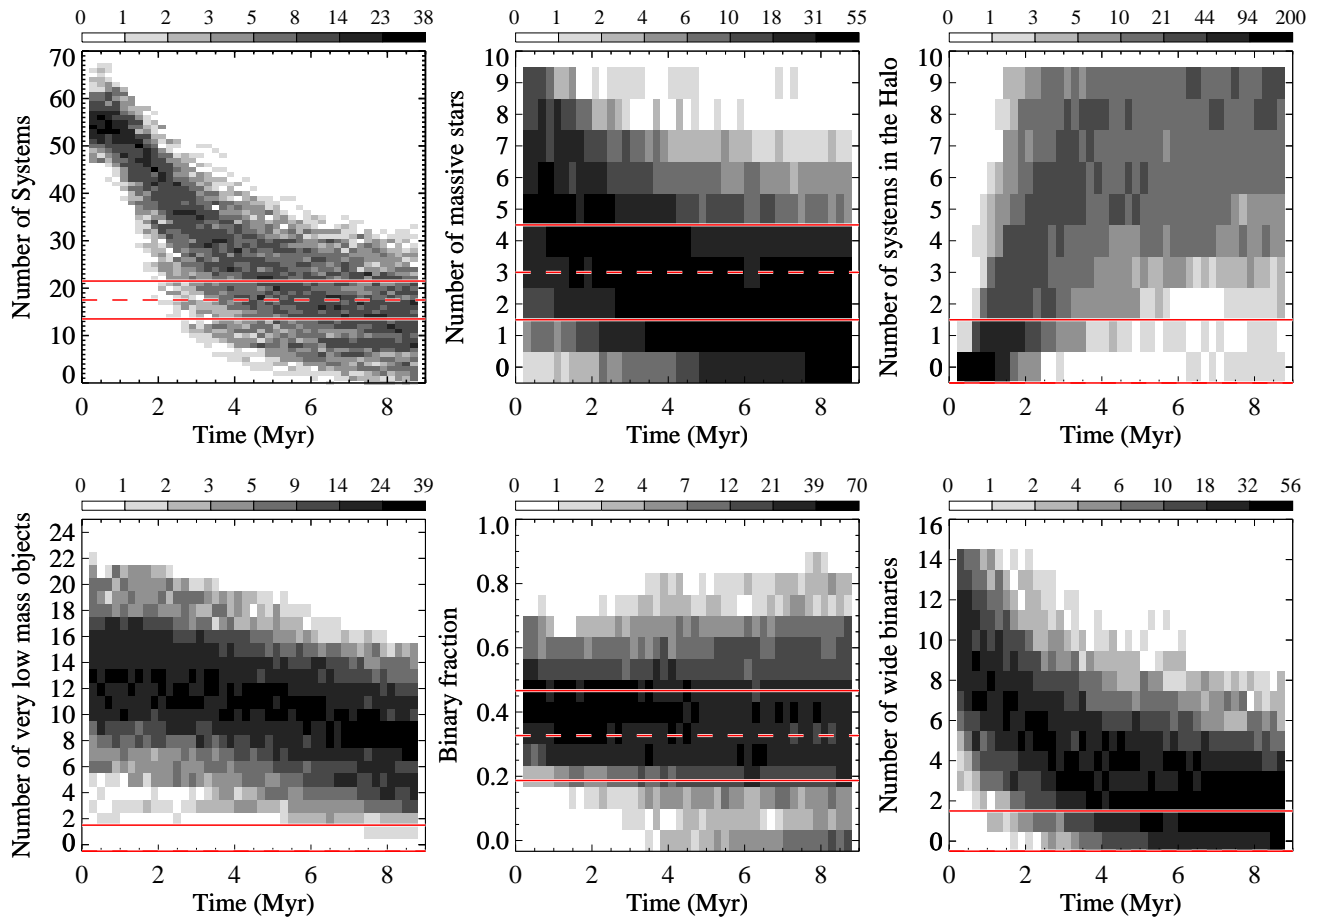 0 1 2 3 5 8 14 23 38
0 1 2 4 6 10 18 31 55
0 1 3 5 10 21 44 94 200
Number of Systems
70
60
50
40
30
20
10
0
0 2 4 6 8
Time (Myr)
Number of massive stars
10
9
8
7
6
5
4
3
2
1
0
0 2 4 6 8
Time (Myr)
Number of systems in the Halo
10
9
8
7
6
5
4
3
2
1
0
0 2 4 6 8
Time (Myr)
0 1 2 3 5 9 14 24 39
0 1 2 4 7 12 21 39 70
0 1 2 4 6 10 18 32 56
Number of very low mass objects
24
22
20
18
16
14
12
10
8
6
4
2
0
0 2 4 6 8
Time (Myr)
Binary fraction
1.0
0.8
0.6
0.4
0.2
0.0
0 2 4 6 8
Time (Myr)
Number of wide binaries
16
14
12
10
8
6
4
2
0
0 2 4 6 8
Time (Myr)